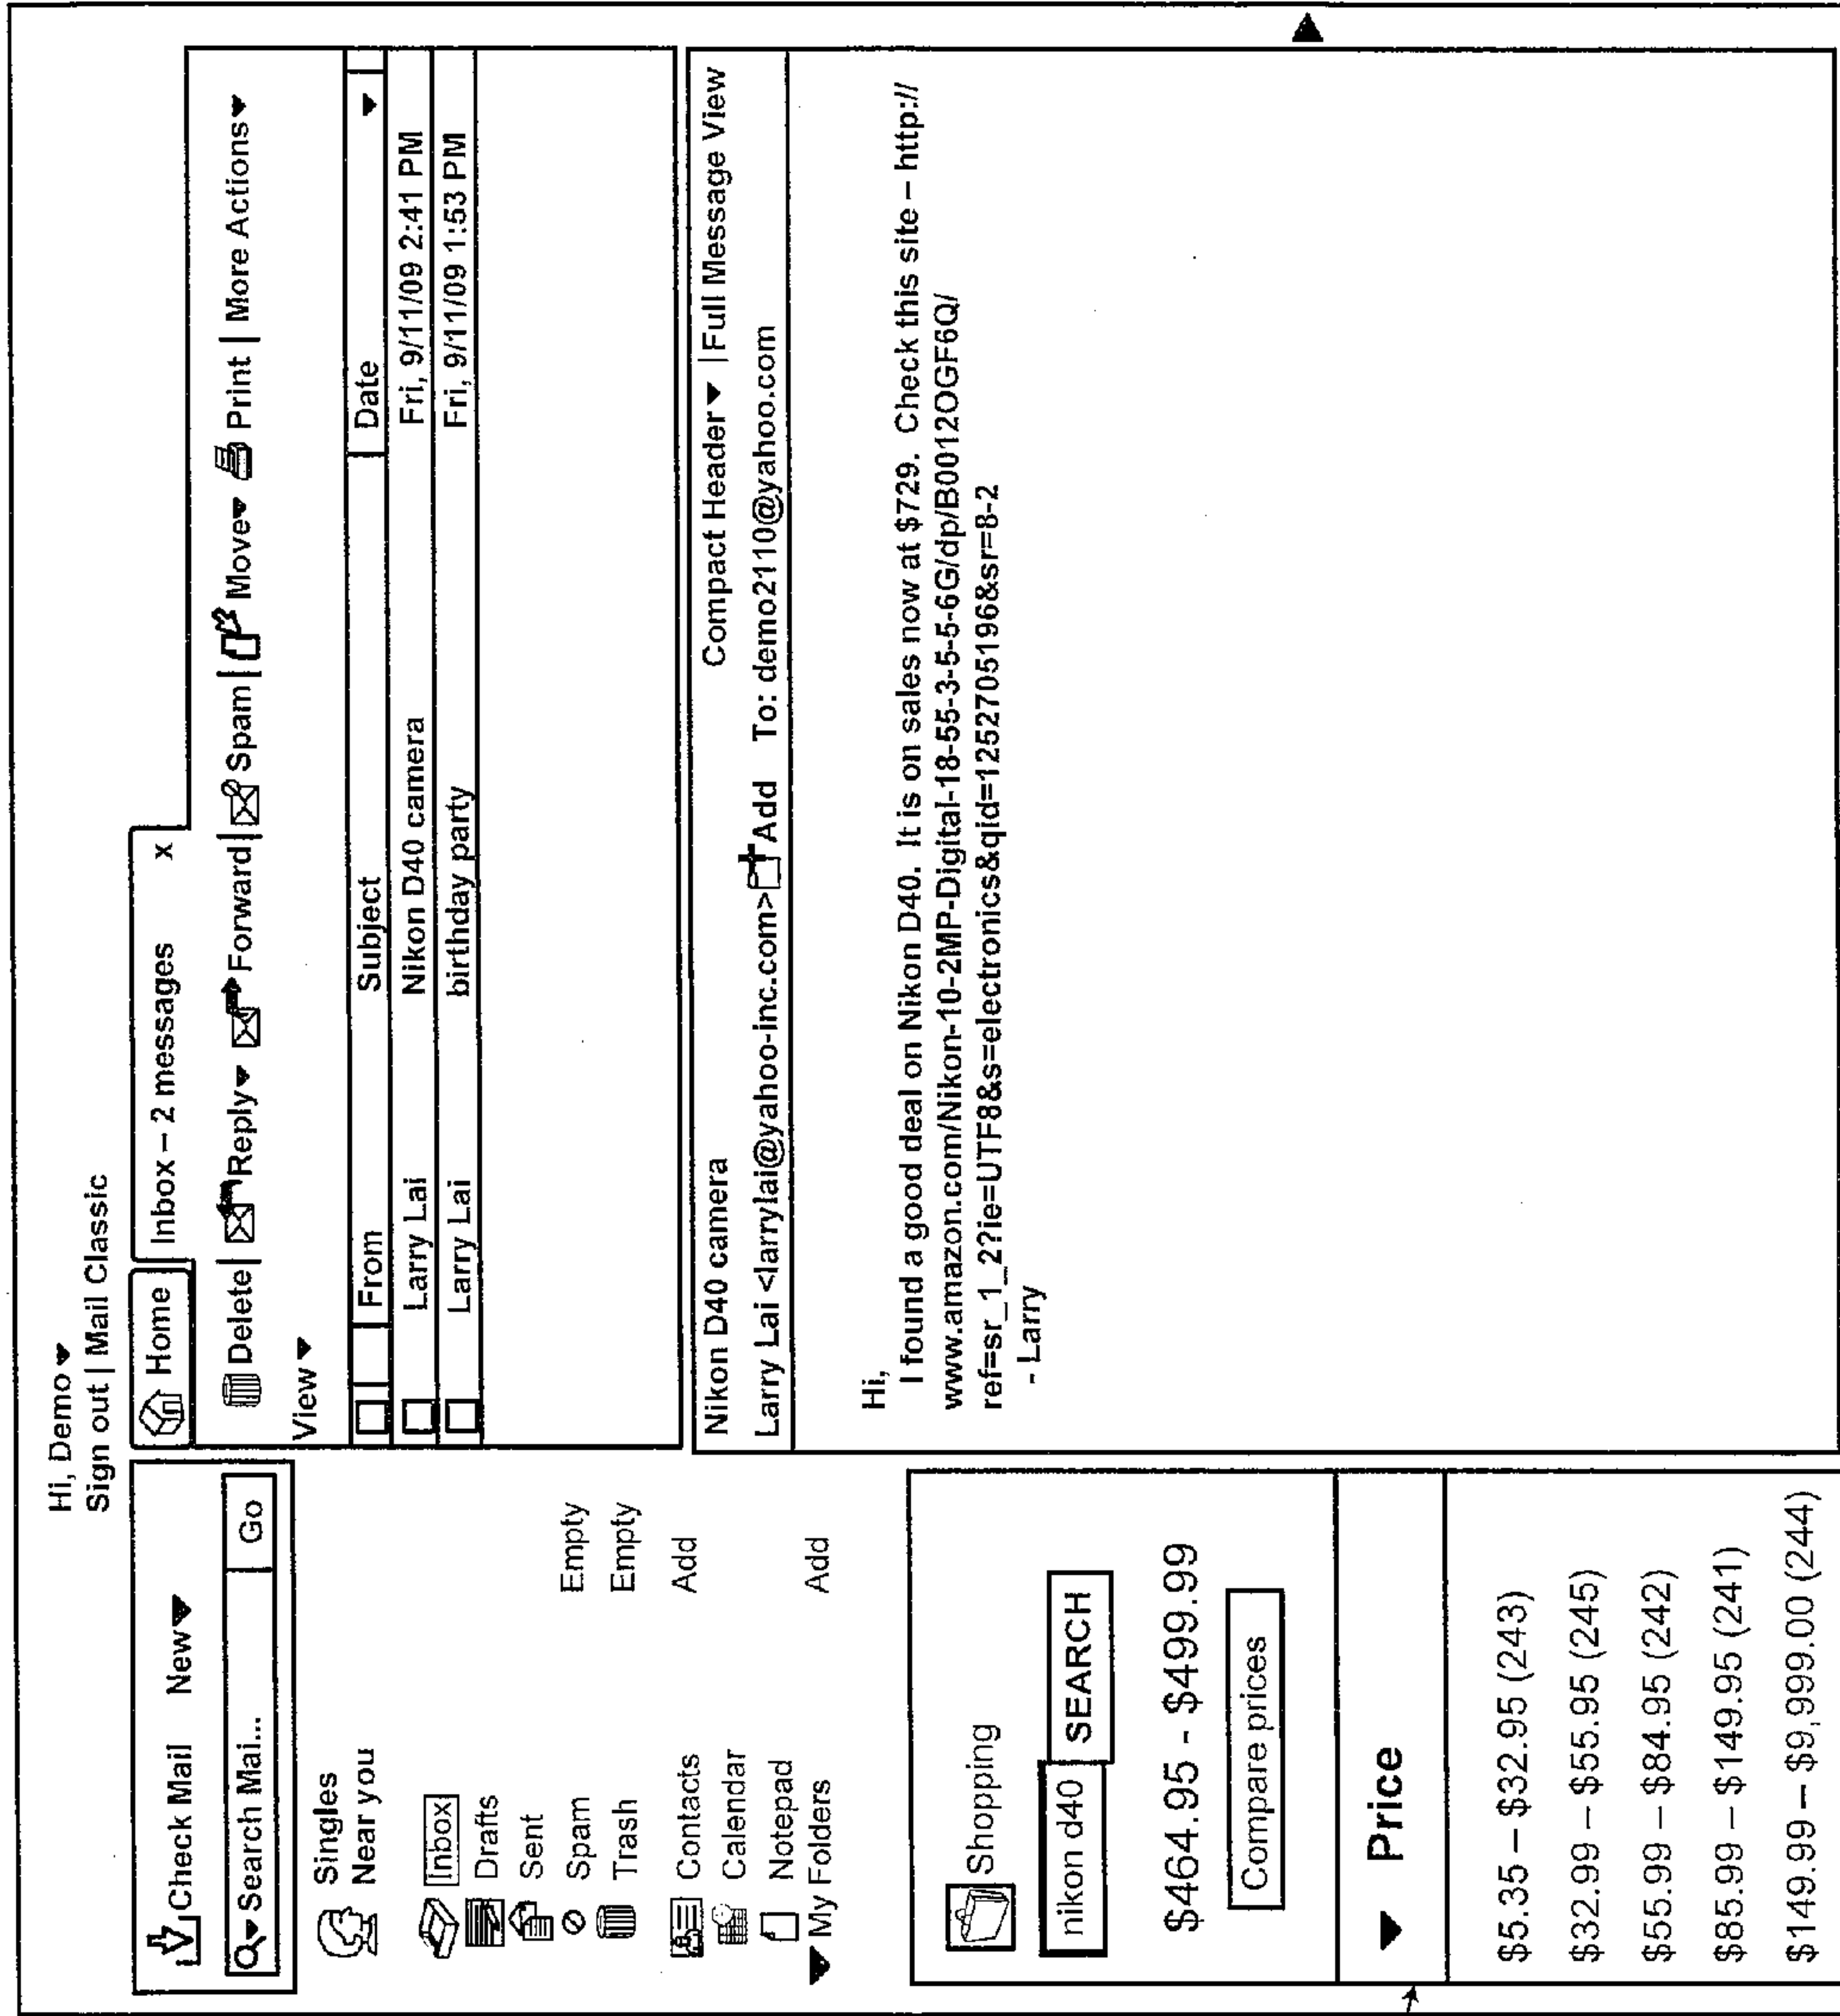 Hi, Demo
Sign out | Mail Classic
Check Mail New
Search Mai... Go
Singles
Near you
Inbox
Drafts
Sent
Spam Empty
Trash Empty
Contacts Add
Calendar
Notepad
My Folders Add
Shopping
nikon d40 SEARCH
$464.95 - $499.99
Compare prices
Price
$5.35 – $32.95 (243)
$32.99 – $55.95 (245)
$55.99 – $84.95 (242)
$85.99 – $149.95 (241)
$149.99 – $9,999.00 (244)
Home Inbox – 2 messages x
Delete | Reply Forward | Spam | Move Print | More Actions
View
From Subject Date
Larry Lai Nikon D40 camera Fri, 9/11/09 2:41 PM
Larry Lai birthday party Fri, 9/11/09 1:53 PM
Nikon D40 camera Compact Header | Full Message View
Larry Lai <larrylai@yahoo-inc.com> Add To: demo2110@yahoo.com
Hi,
I found a good deal on Nikon D40. It is on sales now at $729. Check this site – http://
www.amazon.com/Nikon-10-2MP-Digital-18-55-3-5-5-6G/dp/B0012OGF6Q/
ref=sr_1_2?ie=UTF8&s=electronics&qid=1252705196&sr=8-2
- Larry